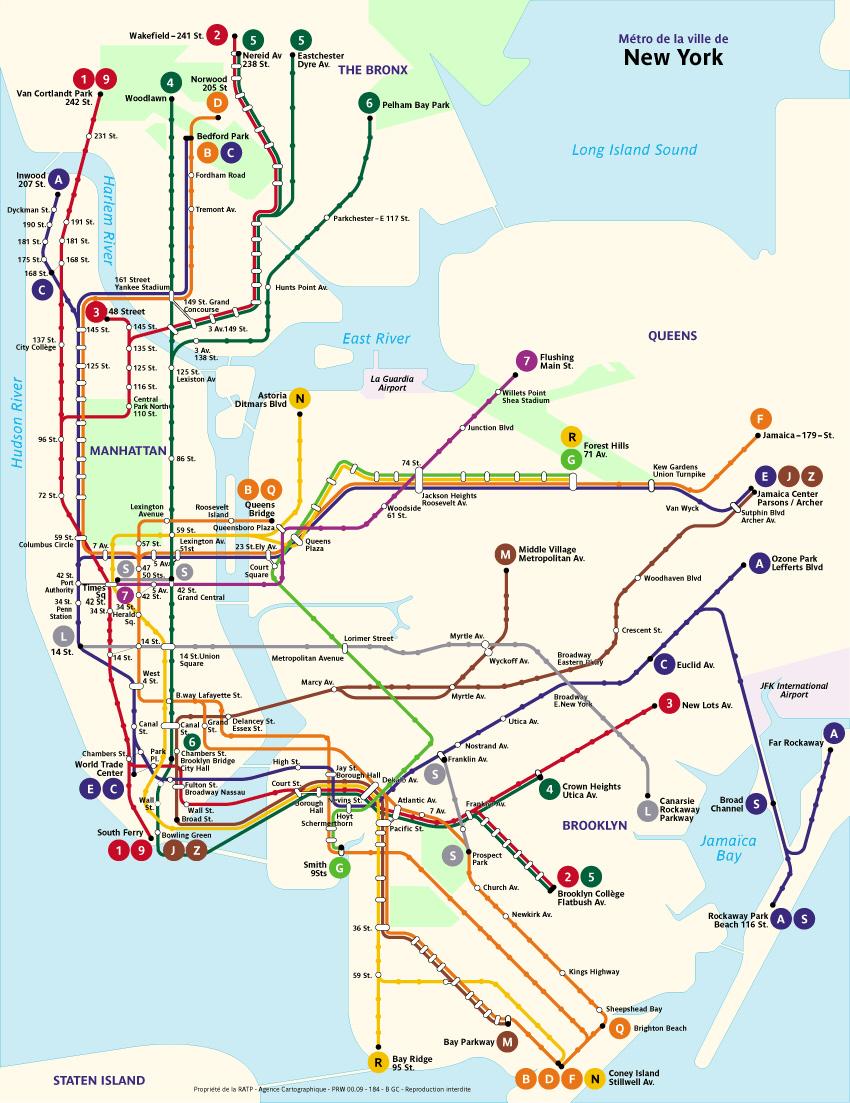 Métro de la ville de
New York
Wakefield – 241 St. 2
5
Nereid Av
238 St.
5
Eastchester
Dyre Av.
THE BRONX
1 9
Van Cortlandt Park
242 St.
4
Woodlawn
Norwood
205 St
D
6 Pelham Bay Park
Bedford Park
B C
231 St.
Long Island Sound
Inwood
207 St.
A
Fordham Road
Harlem River
Dyckman St.
190 St.
181 St.
175 St.
168 St.
C
191 St.
181 St.
168 St.
Tremont Av.
Parkchester – E 117 St.
161 Street
Yankee Stadium
Hunts Point Av.
149 St. Grand
Concourse
3 48 Street
3 Av. 149 St.
145 St.
145 St.
137 St.
City Collège
135 St.
3 Av.
138 St.
East River
QUEENS
125 St.
125 St.
125 St.
Lexiston Av
La Guardia
Airport
7 Flushing
Main St.
116 St.
Central
Park North
110 St.
Hudson River
Astoria
Ditmars Blvd
N
Willets Point
Shea Stadium
MANHATTAN
96 St.
86 St.
Junction Blvd
R
G
Forest Hills
71 Av.
F
Jamaica – 179 – St.
74 St.
Kew Gardens
Union Turnpike
72 St.
B Q
Queens
Bridge
Jackson Heights
Roosevelt Av.
E J Z
Jamaica Center
Parsons / Archer
Lexington
Avenue
Roosevelt
Island
Queensboro Plaza
Woodside
61 St.
Van Wyck
Sutphin Blvd
Archer Av.
59 St.
59 St.
Columbus Circle
7 Av.
57 St.
Lexington Av.
51st
23 St. Ely Av.
Queens
Plaza
5 Av.
Court
Square
M Middle Village
Metropolitan Av.
A Ozone Park
Lefferts Blvd
42 St.
Port
Authority
S
47
50 Sts.
S
Times
Sq
42 St.
7
5 Av.
42 St.
42 St.
Grand Central
Woodhaven Blvd
34 St.
Penn
Station
34 St.
34 St.
Herald
Sq.
L
14 St.
14 St.
14 St.
14 St. Union
Square
Lorimer Street
Metropolitan Avenue
Myrtle Av.
Wyckoff Av.
Crescent St.
Broadway
Eastern Pkwy
C Euclid Av.
West
4 St.
Marcy Av.
Myrtle Av.
Broadway
E. New York
JFK International
Airport
B.way Lafayette St.
3 New Lots Av.
Canal
St.
Canal
St.
Grand
St.
Delancey St.
Essex St.
Utica Av.
Far Rockaway
A
6
Chambers St.
Park
Pl.
Chambers St.
Brooklyn Bridge
City Hall
Nostrand Av.
World Trade
Center
E C
High St.
Jay St.
Borough Hall
Dekalb Av.
Franklin Av.
S
4 Crown Heights
Utica Av.
L
Canarsie
Rockaway
Parkway
Broad
Channel
S
Fulton St.
Broadway Nassau
Court St.
Nevins St.
Wall
St.
Wall St.
Borough
Hall
Hoyt
Schermerhorn
Atlantic Av.
7 Av.
Franklin Av.
Broad St.
Pacific St.
BROOKLYN
South Ferry
1 9
Bowling Green
J Z
Jamaïca
Bay
Smith
9Sts
G
S
Prospect
Park
2 5
Brooklyn Collège
Flatbush Av.
Church Av.
Rockaway Park
Beach 116 St.
A S
Newkirk Av.
36 St.
59 St.
Kings Highway
Sheepshead Bay
Q Brighton Beach
Bay Parkway M
R Bay Ridge
95 St.
B D F N
Coney Island
Stillwell Av.
STATEN ISLAND
Propriété de la RATP - Agence Cartographique - PRW 00.09 - 184 - B GC - Reproduction interdite